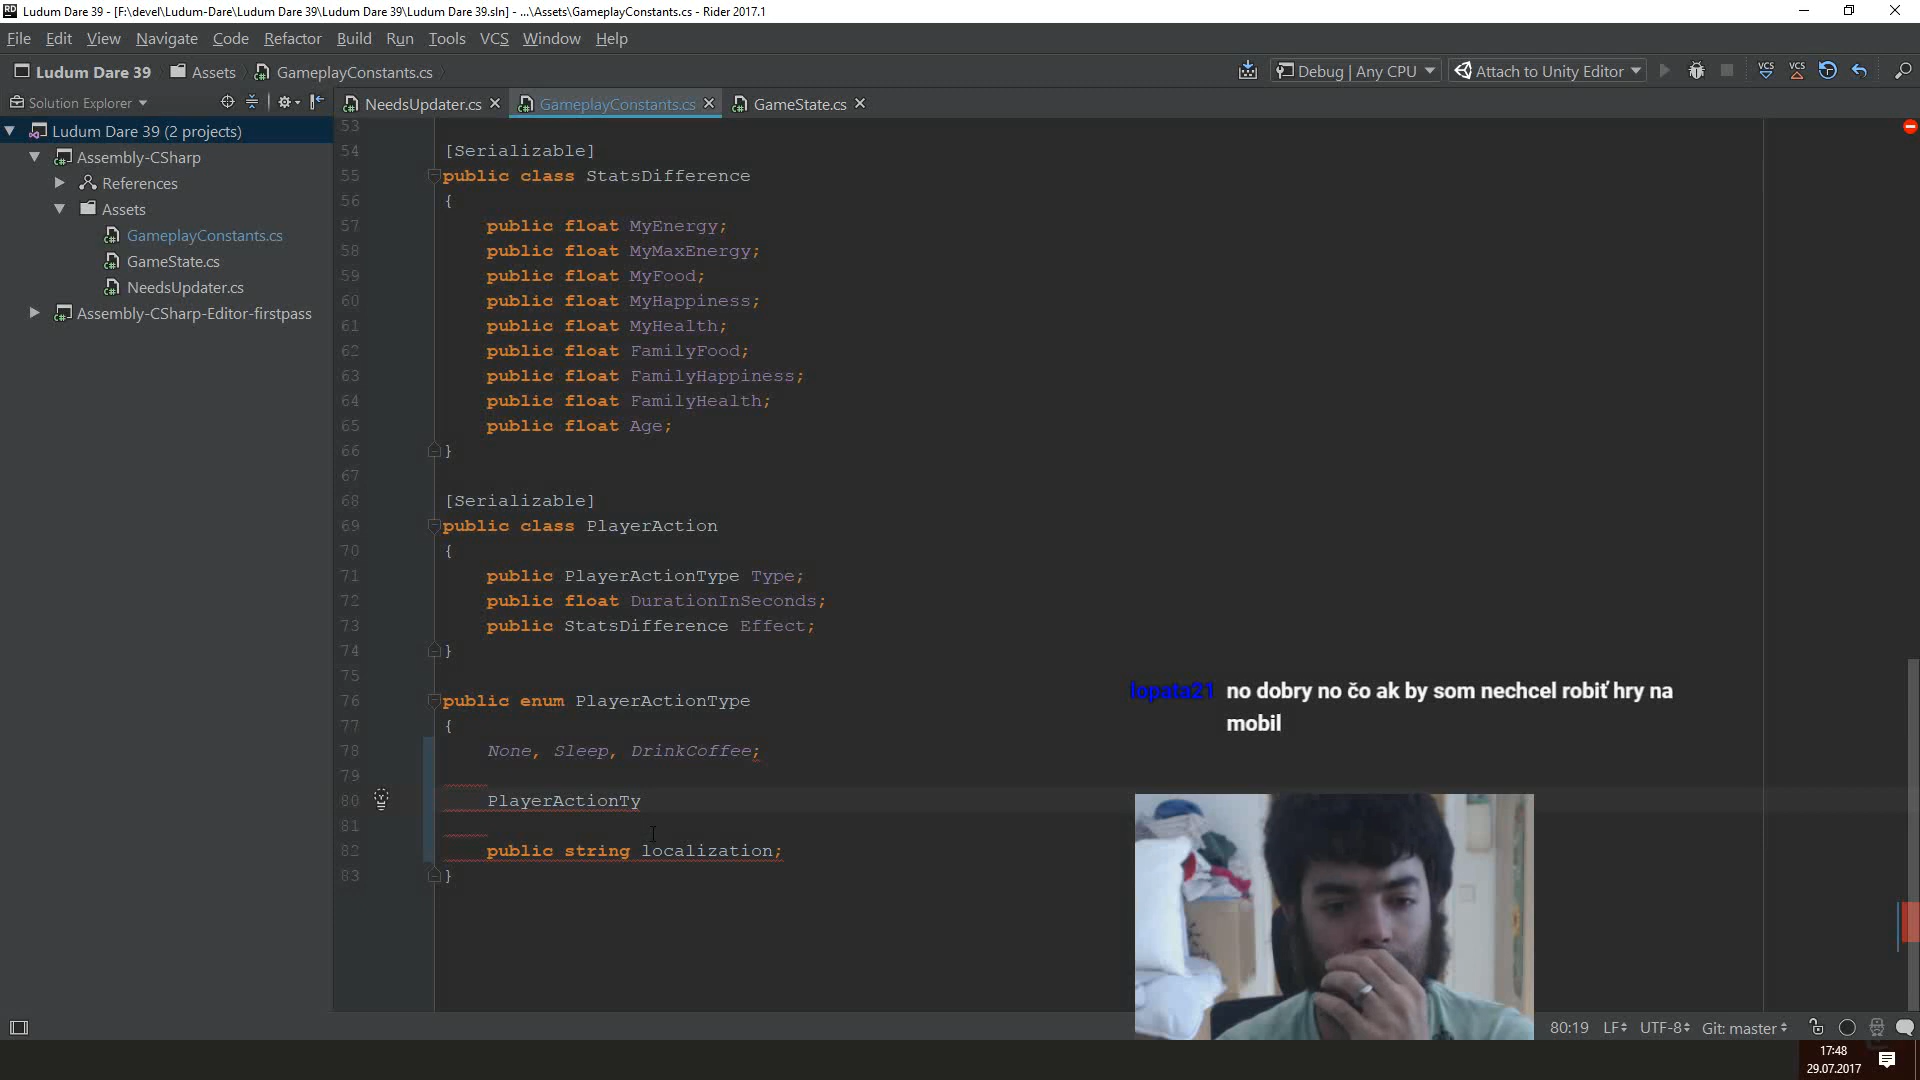 Ludum Dare 39 - [F:\devel\Ludum-Dare\Ludum Dare 39\Ludum Dare 39\Ludum Dare 39.sln] - ...\Assets\GameplayConstants.cs - Rider 2017.1
File Edit View Navigate Code Refactor Build Run Tools VCS Window Help
Ludum Dare 39 Assets GameplayConstants.cs Debug | Any CPU Attach to Unity Editor VCS VCS
Solution Explorer NeedsUpdater.cs GameplayConstants.cs GameState.cs
Ludum Dare 39 (2 projects)
Assembly-CSharp
References
Assets
GameplayConstants.cs
GameState.cs
NeedsUpdater.cs
Assembly-CSharp-Editor-firstpass
53
54 [Serializable]
55 public class StatsDifference
56 {
57 public float MyEnergy;
58 public float MyMaxEnergy;
59 public float MyFood;
60 public float MyHappiness;
61 public float MyHealth;
62 public float FamilyFood;
63 public float FamilyHappiness;
64 public float FamilyHealth;
65 public float Age;
66 }
67
68 [Serializable]
69 public class PlayerAction
70 {
71 public PlayerActionType Type;
72 public float DurationInSeconds;
73 public StatsDifference Effect;
74 }
75
76 public enum PlayerActionType
77 {
78 None, Sleep, DrinkCoffee;
79
80 PlayerActionTy
81
82 public string localization;
83 }
lopata21 no dobry no čo ak by som nechcel robiť hry na
mobil
80:19 LF UTF-8 Git: master
17:48
29.07.2017